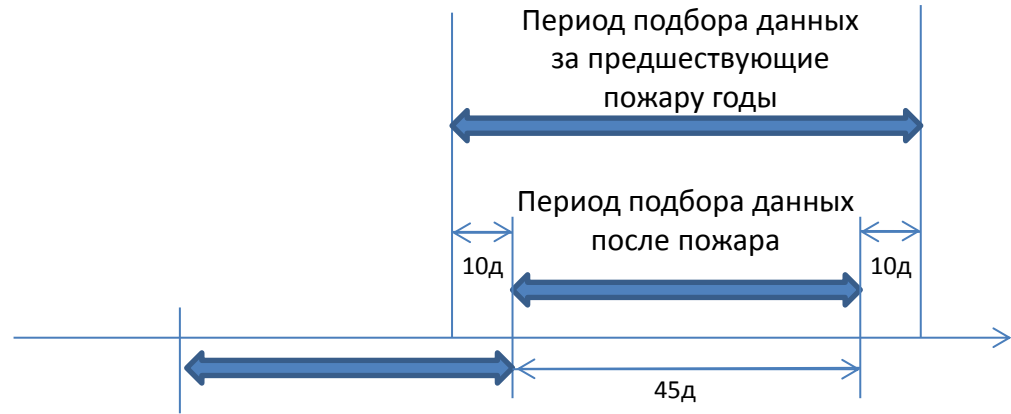 Период подбора данных
за предшествующие
пожару годы
Период подбора данных
после пожара
10д
10д
45д